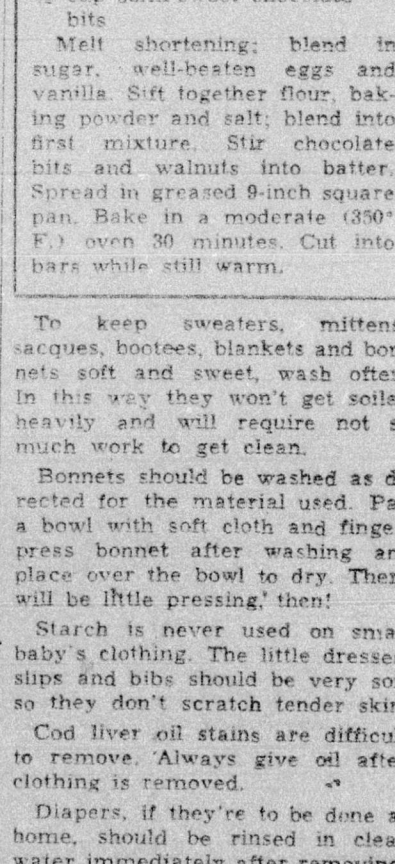 bits
Melt shortening; blend in
sugar, well-beaten eggs and
vanilla. Sift together flour, bak-
ing powder and salt; blend into
first mixture. Stir chocolate
bits and walnuts into batter.
Spread in greased 9-inch square
pan. Bake in a moderate (350°
F.) oven 30 minutes. Cut into
bars while still warm.
To keep sweaters, mittens
sacques, bootees, blankets and bon
nets soft and sweet, wash ofte
In this way they won't get soile
heavily and will require not s
much work to get clean.
Bonnets should be washed as d
rected for the material used. Pa
a bowl with soft cloth and finge
press bonnet after washing an
place over the bowl to dry. Ther
will be little pressing, then!
Starch is never used on sma
baby's clothing. The little dresse
slips and bibs should be very so
so they don't scratch tender skin
Cod liver oil stains are difficul
to remove. Always give oil afte
clothing is removed.
Diapers, if they're to be done a
home, should be rinsed in clea
water immediately after removing